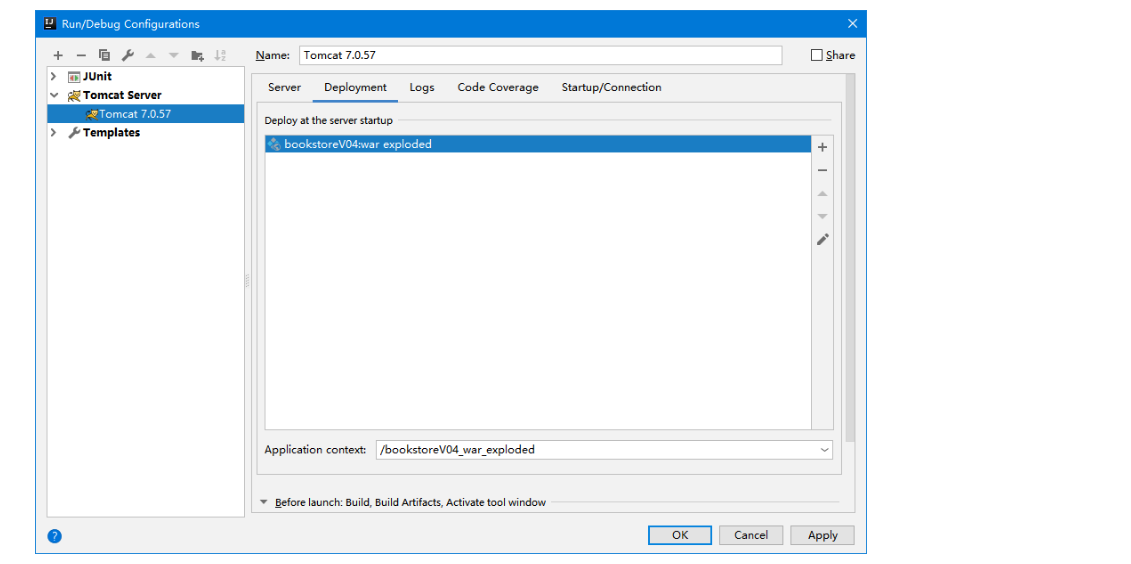 Run/Debug Configurations
Name: Tomcat 7.0.57
Share
JUnit
Tomcat Server
Tomcat 7.0.57
Templates
Server Deployment Logs Code Coverage Startup/Connection
Deploy at the server startup
bookstoreV04:war exploded
Application context: /bookstoreV04_war_exploded
Before launch: Build, Build Artifacts, Activate tool window
?
OK Cancel Apply